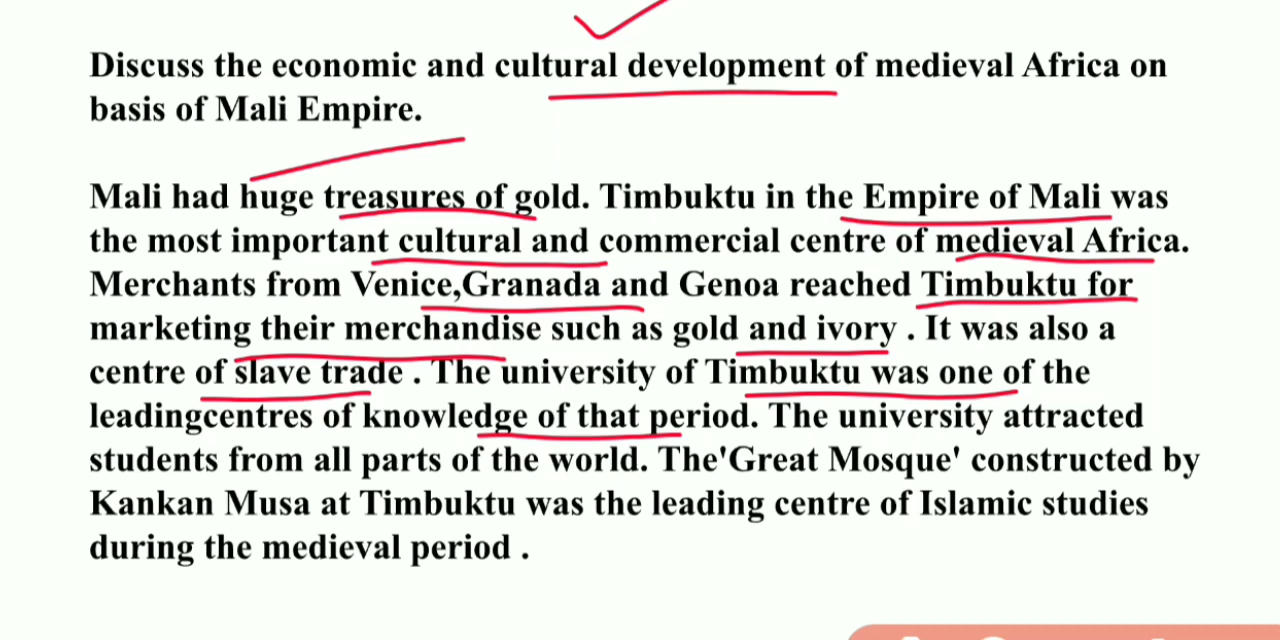 Discuss the economic and cultural development of medieval Africa on
basis of Mali Empire.
Mali had huge treasures of gold. Timbuktu in the Empire of Mali was
the most important cultural and commercial centre of medieval Africa.
Merchants from Venice,Granada and Genoa reached Timbuktu for
marketing their merchandise such as gold and ivory . It was also a
centre of slave trade . The university of Timbuktu was one of the
leadingcentres of knowledge of that period. The university attracted
students from all parts of the world. The'Great Mosque' constructed by
Kankan Musa at Timbuktu was the leading centre of Islamic studies
during the medieval period .